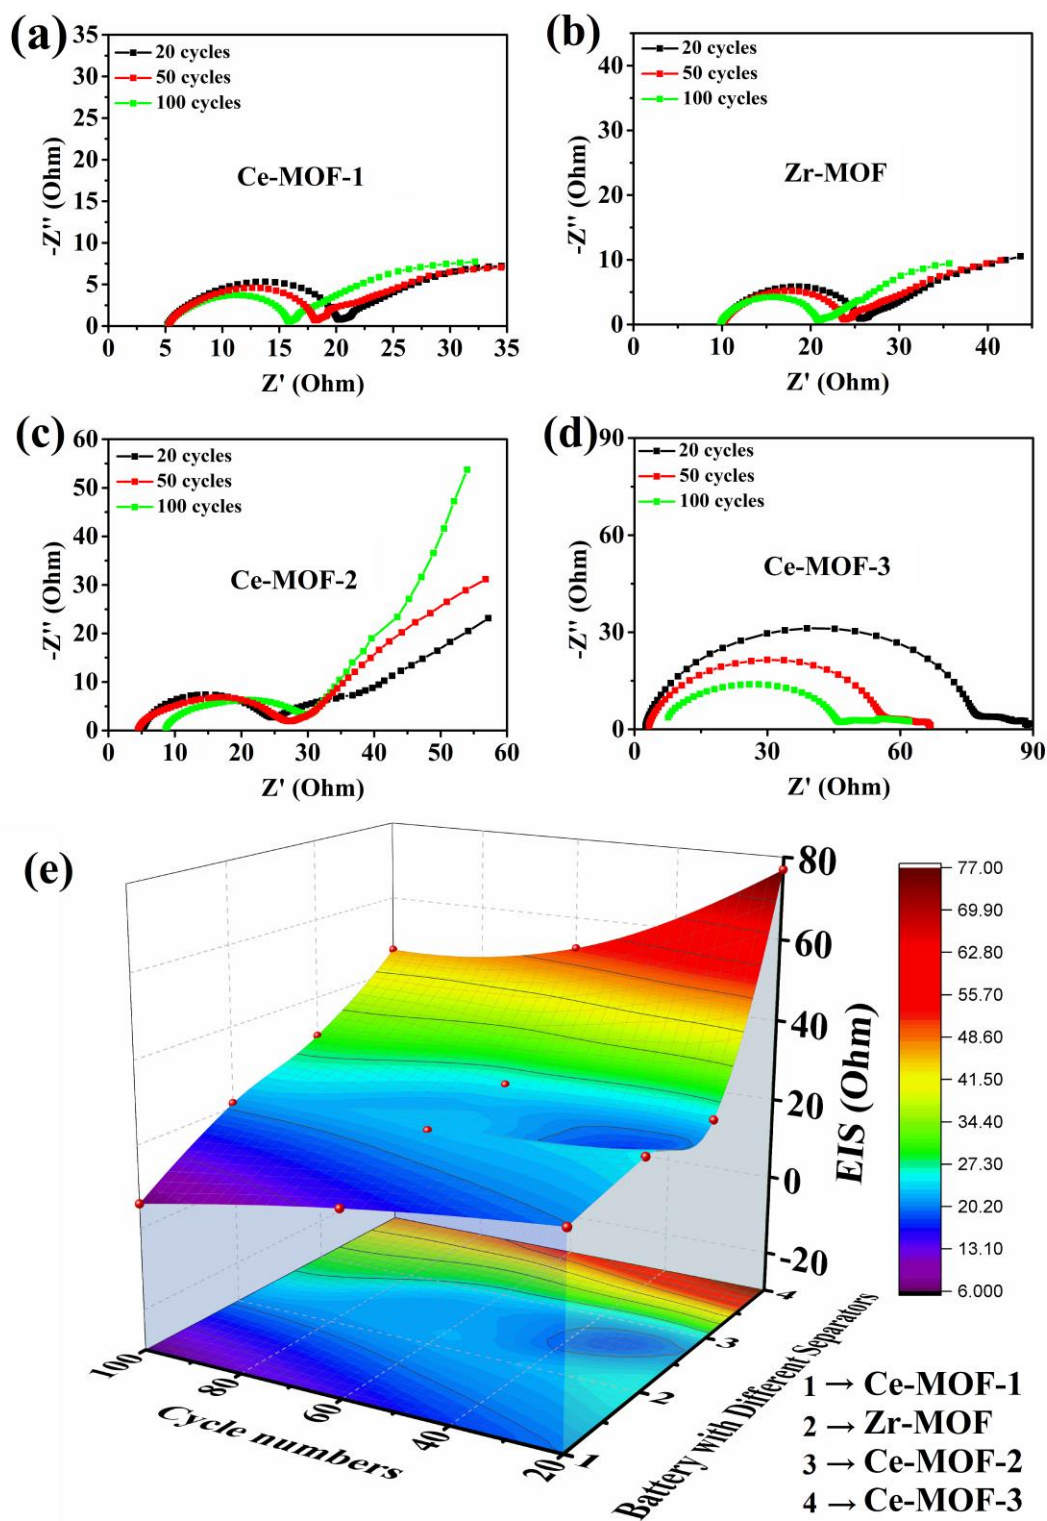 (a)
35
30
25
20
15
10
5
0
-Z'' (Ohm)
20 cycles
50 cycles
100 cycles
Ce-MOF-1
0 5 10 15 20 25 30 35
Z' (Ohm)
(b)
40
30
20
10
0
-Z'' (Ohm)
20 cycles
50 cycles
100 cycles
Zr-MOF
0 10 20 30 40
Z' (Ohm)
(c)
60
50
40
30
20
10
0
-Z'' (Ohm)
20 cycles
50 cycles
100 cycles
Ce-MOF-2
0 10 20 30 40 50 60
Z' (Ohm)
(d)
90
60
30
0
-Z'' (Ohm)
20 cycles
50 cycles
100 cycles
Ce-MOF-3
0 30 60 90
Z' (Ohm)
(e)
80
60
40
20
0
-20
EIS (Ohm)
77.00
69.90
62.80
55.70
48.60
41.50
34.40
27.30
20.20
13.10
6.000
100 80 60 40 20
Cycle numbers
1 2 3 4
Battery with Different Separators
1 → Ce-MOF-1
2 → Zr-MOF
3 → Ce-MOF-2
4 → Ce-MOF-3